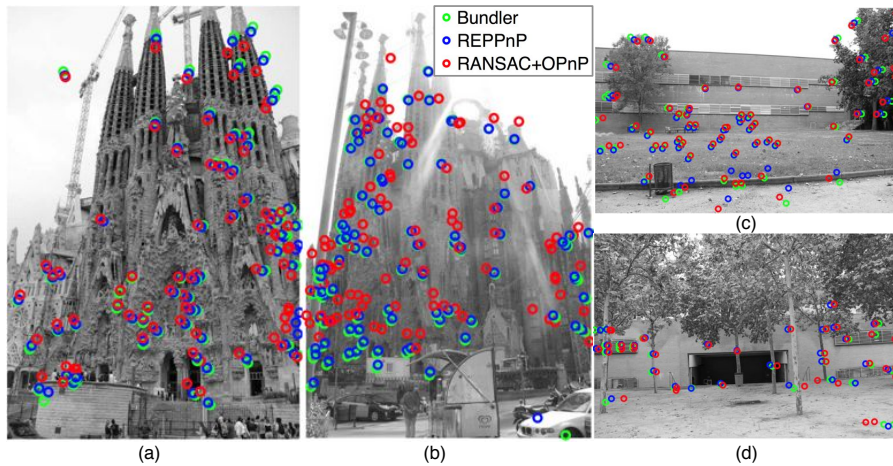 Bundler
REPPnP
RANSAC+OPnP
(a)
(b)
(c)
(d)